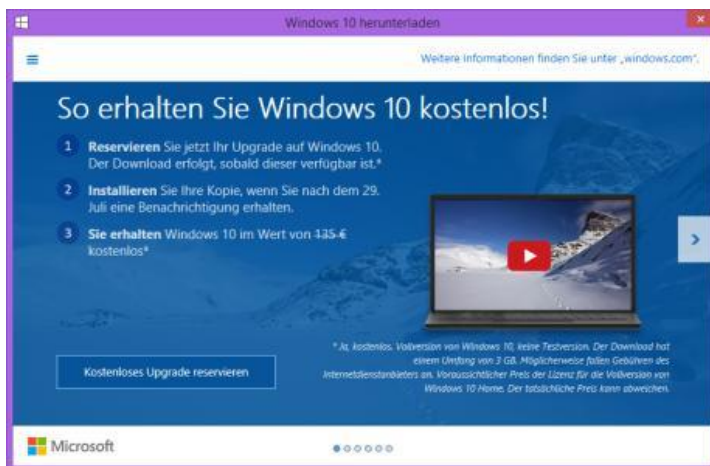 Windows 10 herunterladen
Weitere Informationen finden Sie unter „windows.com“.
So erhalten Sie Windows 10 kostenlos!
1 Reservieren Sie jetzt Ihr Upgrade auf Windows 10.
Der Download erfolgt, sobald dieser verfügbar ist.*
2 Installieren Sie Ihre Kopie, wenn Sie nach dem 29.
Juli eine Benachrichtigung erhalten.
3 Sie erhalten Windows 10 im Wert von 135 €
kostenlos*
* Ja, kostenlos. Vollversion von Windows 10, keine Testversion. Der Download hat
einem Umfang von 3 GB. Möglicherweise fallen Gebühren des
Internetdienstanbieters an. Voraussichtlicher Preis der Lizenz für die Vollversion von
Windows 10 Home. Der tatsächliche Preis kann abweichen.
Kostenloses Upgrade reservieren
Microsoft